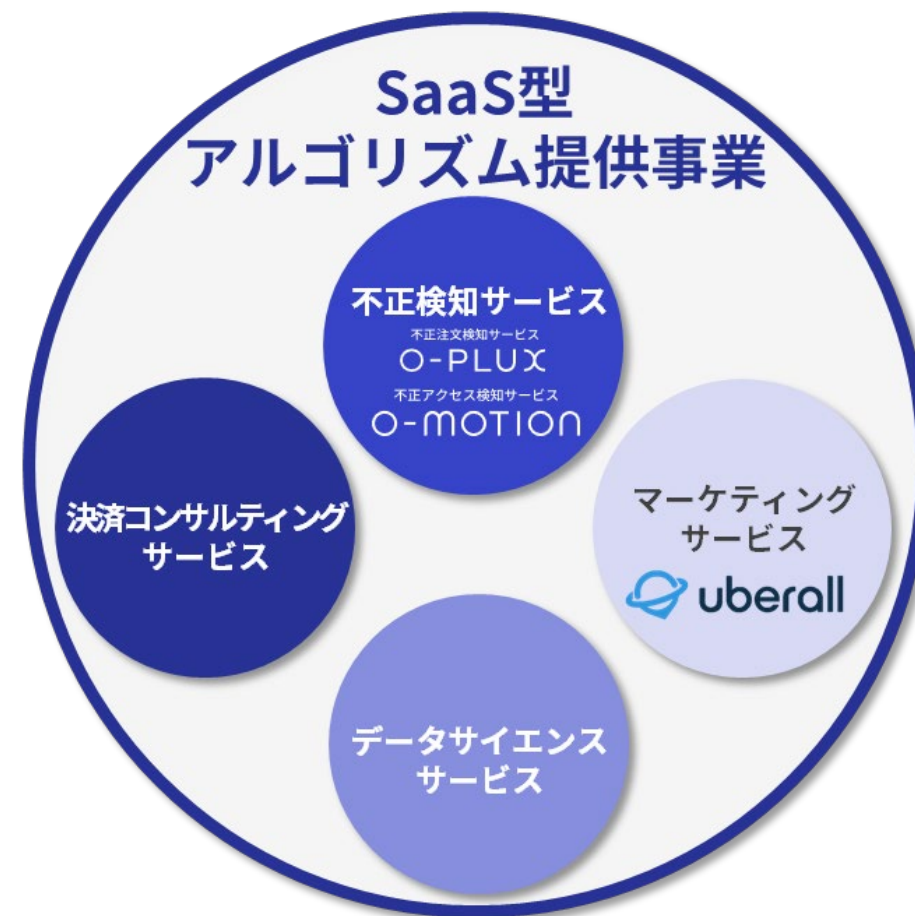 SaaS型
アルゴリズム提供事業
不正検知サービス
不正注文検知サービス
O-PLUX
不正アクセス検知サービス
O-MOTION
決済コンサルティング
サービス
マーケティング
サービス
uberall
データサイエンス
サービス